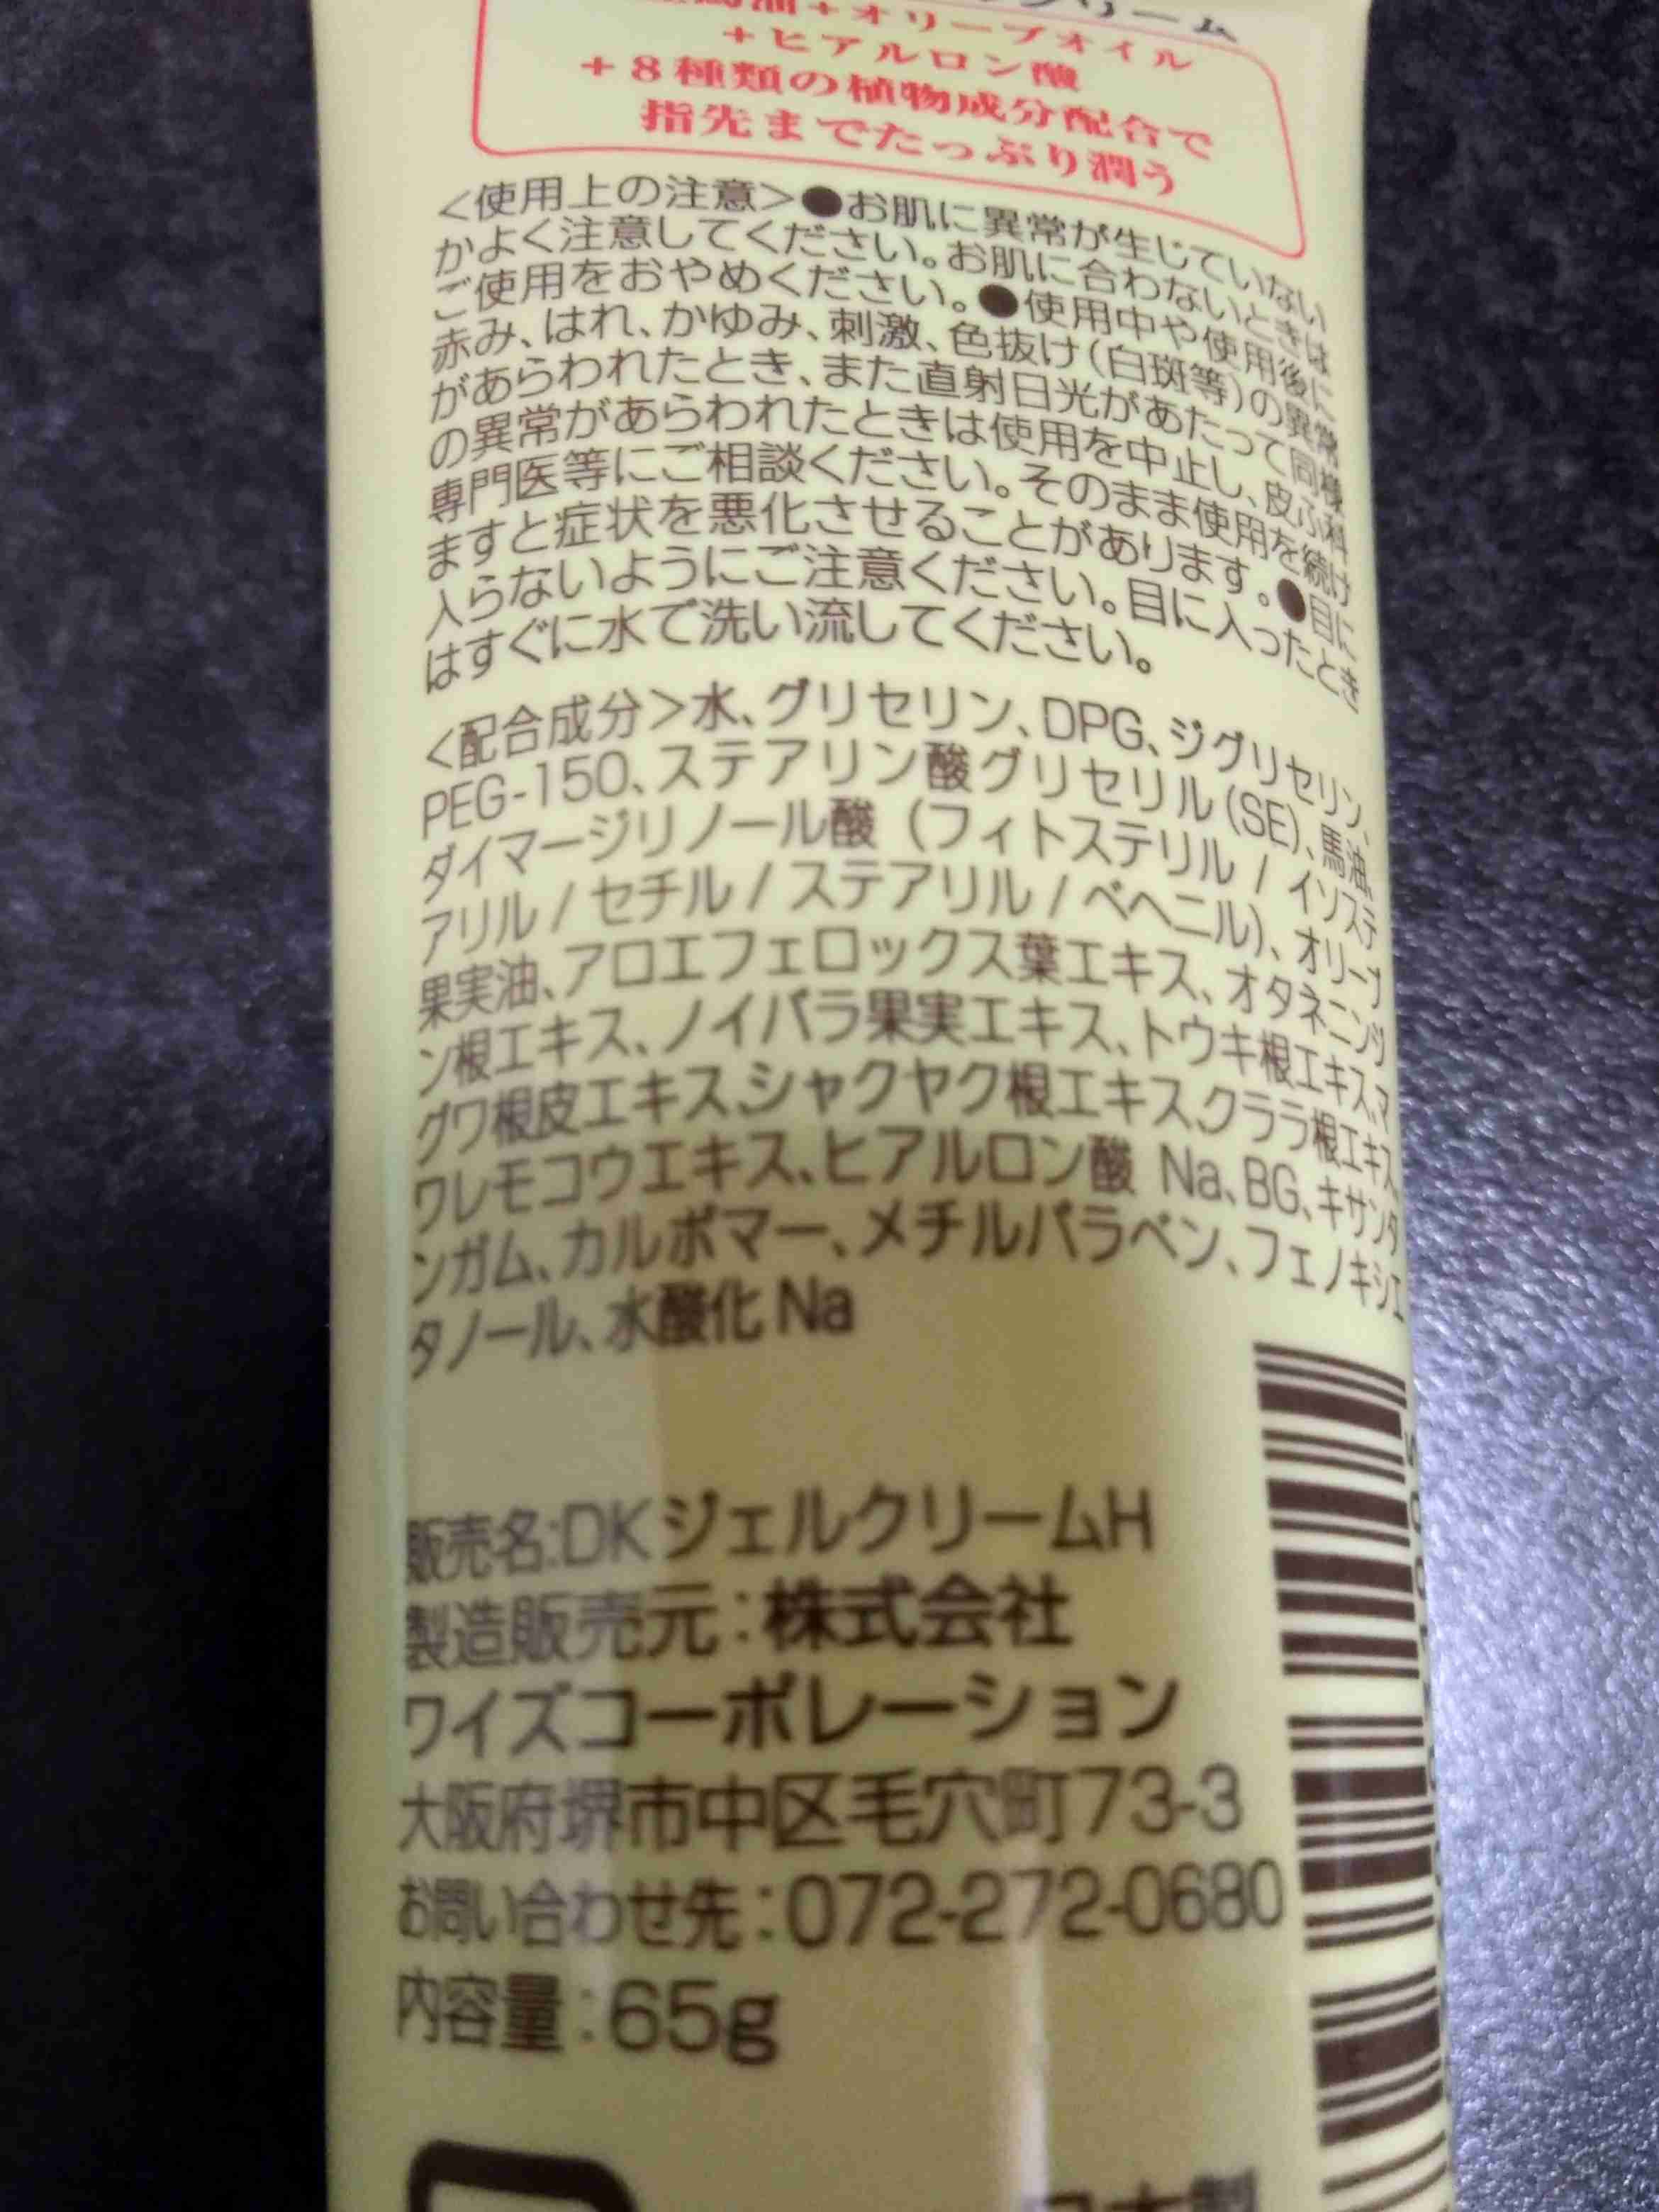 クリーム
馬油+オリーブオイル
+ヒアルロン酸
+8種類の植物成分配合で
指先までたっぷり潤う
<使用上の注意>●お肌に異常が生じていない
かよく注意してください。お肌に合わないときは
ご使用をおやめください。●使用中や使用後に
赤み、はれ、かゆみ、刺激、色抜け(白斑等)の異常
があらわれたとき、また直射日光があたって同様
の異常があらわれたときは使用を中止し、皮ふ科
専門医等にご相談ください。そのまま使用を続け
ますと症状を悪化させることがあります。●目に
入らないようにご注意ください。目に入ったとき
はすぐに水で洗い流してください。
<配合成分>水、グリセリン、DPG、ジグリセリン、
PEG-150、ステアリン酸グリセリル(SE)、馬油、
ダイマージリノール酸(フィトステリル/イソステ
アリル/セチル/ステアリル/ベヘニル)、オリーブ
果実油、アロエフェロックス葉エキス、オタネニンジ
ン根エキス、ノイバラ果実エキス、トウキ根エキス、マ
グワ根皮エキス、シャクヤク根エキス、クララ根エキス、
ワレモコウエキス、ヒアルロン酸 Na、BG、キサンタ
ンガム、カルボマー、メチルパラベン、フェノキシエ
タノール、水酸化Na
販売名:DKジェルクリームH
製造販売元:株式会社
ワイズコーポレーション
大阪府堺市中区毛穴町73-3
お問い合わせ先:072-272-0680
内容量:65g
日本製